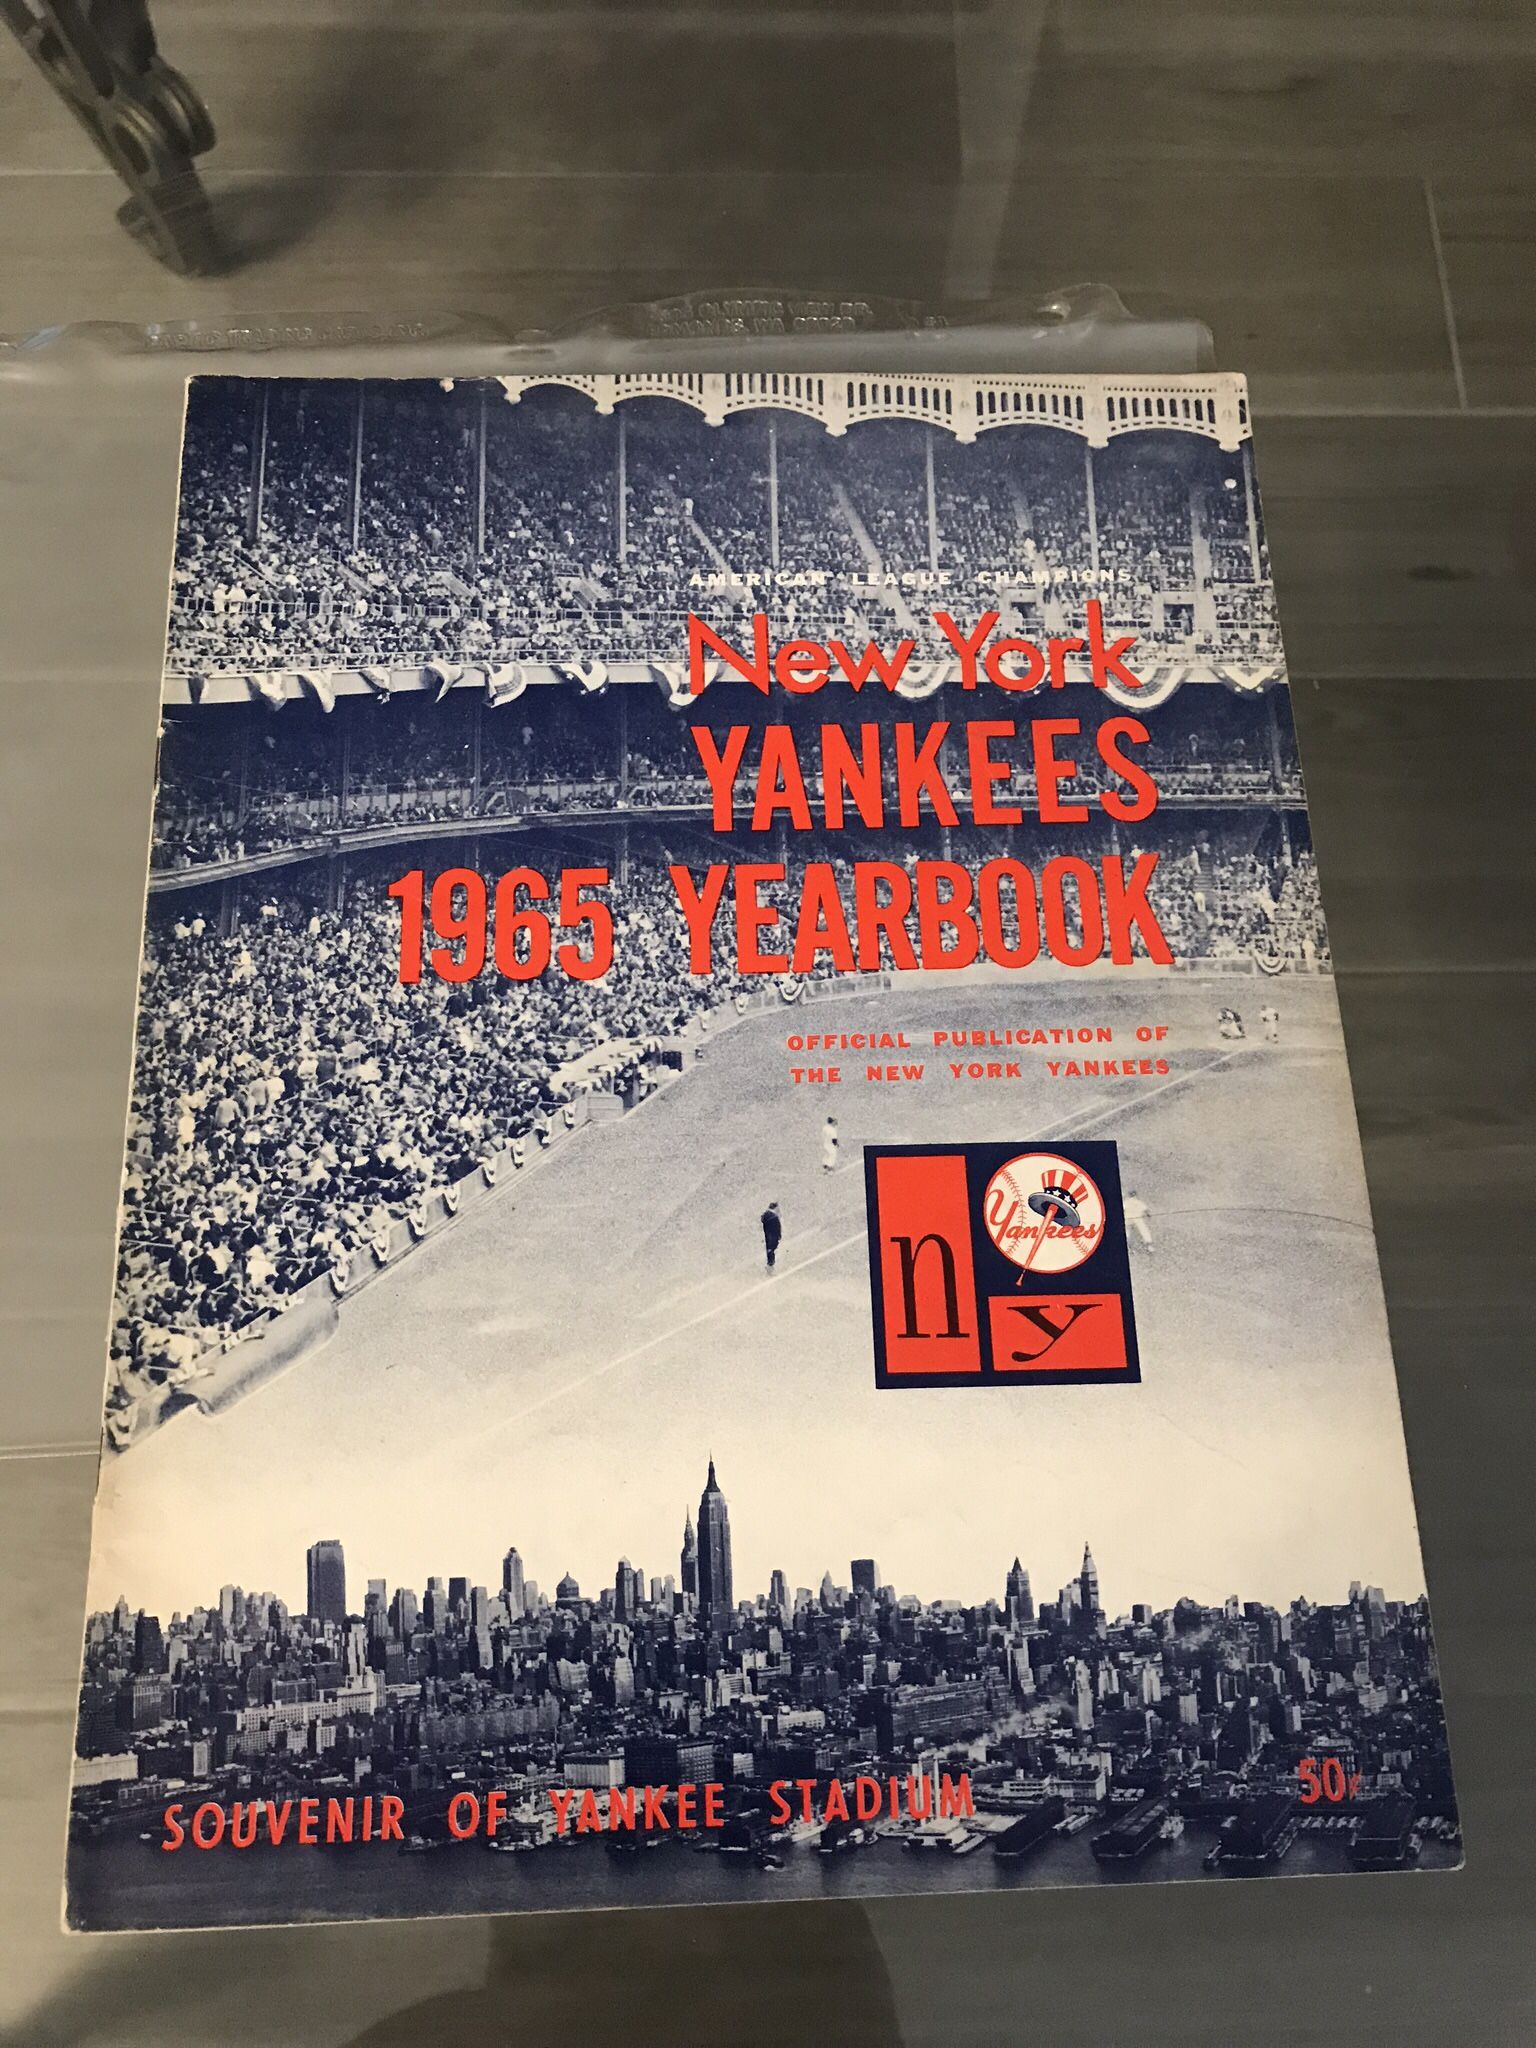 AMERICAN LEAGUE CHAMPIONS
New York
YANKEES
1965 YEARBOOK
OFFICIAL PUBLICATION OF
THE NEW YORK YANKEES
n
Yankees
y
SOUVENIR OF YANKEE STADIUM
50¢